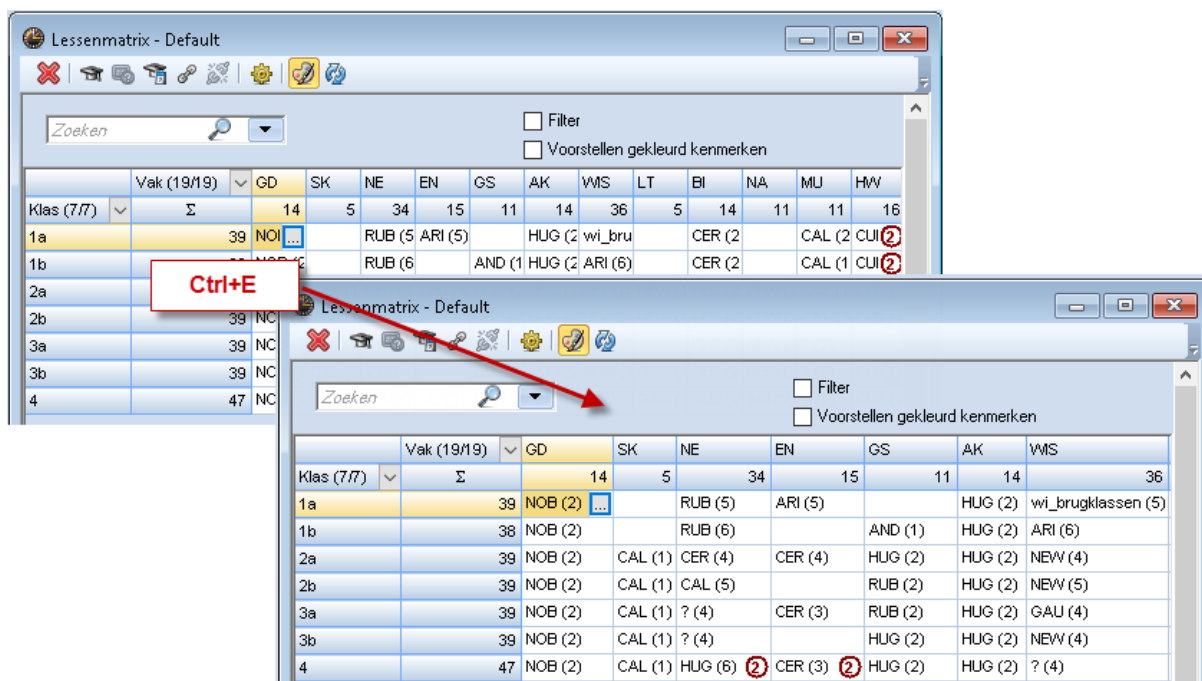 Lessenmatrix - Default
Zoeken
Filter
Voorstellen gekleurd kenmerken
Vak (19/19) GD SK NE EN GS AK WIS LT BI NA MU HW
Klas (7/7) Σ 14 5 34 15 11 14 36 5 14 11 11 16
1a 39 NOI ... RUB (5 ARI (5) HUG (2 wi_bru CER (2 CAL (2 CUI 2
1b RUB (6 AND (1 HUG (2 ARI (6) CER (2 CAL (1 CUI 2
2a
Ctrl+E
2b 39 NC
3a 39 NC
3b 39 NC
4 47 NC
Lessenmatrix - Default
Zoeken
Filter
Voorstellen gekleurd kenmerken
Vak (19/19) GD SK NE EN GS AK WIS
Klas (7/7) Σ 14 5 34 15 11 14 36
1a 39 NOB (2) ... RUB (5) ARI (5) HUG (2) wi_brugklassen (5)
1b 38 NOB (2) RUB (6) AND (1) HUG (2) ARI (6)
2a 39 NOB (2) CAL (1) CER (4) CER (4) HUG (2) HUG (2) NEW (4)
2b 39 NOB (2) CAL (1) CAL (5) RUB (2) HUG (2) NEW (5)
3a 39 NOB (2) CAL (1) ? (4) CER (3) RUB (2) HUG (2) GAU (4)
3b 39 NOB (2) CAL (1) ? (4) HUG (2) HUG (2) NEW (4)
4 47 NOB (2) CAL (1) HUG (6) 2 CER (3) 2 HUG (2) HUG (2) ? (4)